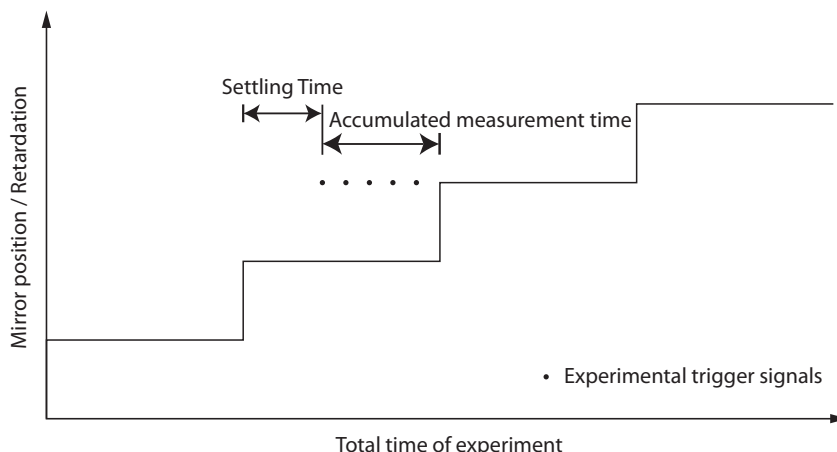 Settling Time
Accumulated measurement time
Mirror position / Retardation
• Experimental trigger signals
Total time of experiment